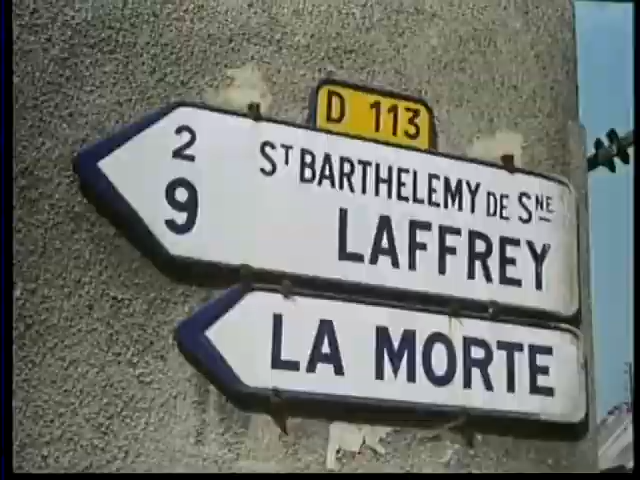 D 113
2 ST BARTHELEMY DE SNE
9 LAFFREY
LA MORTE